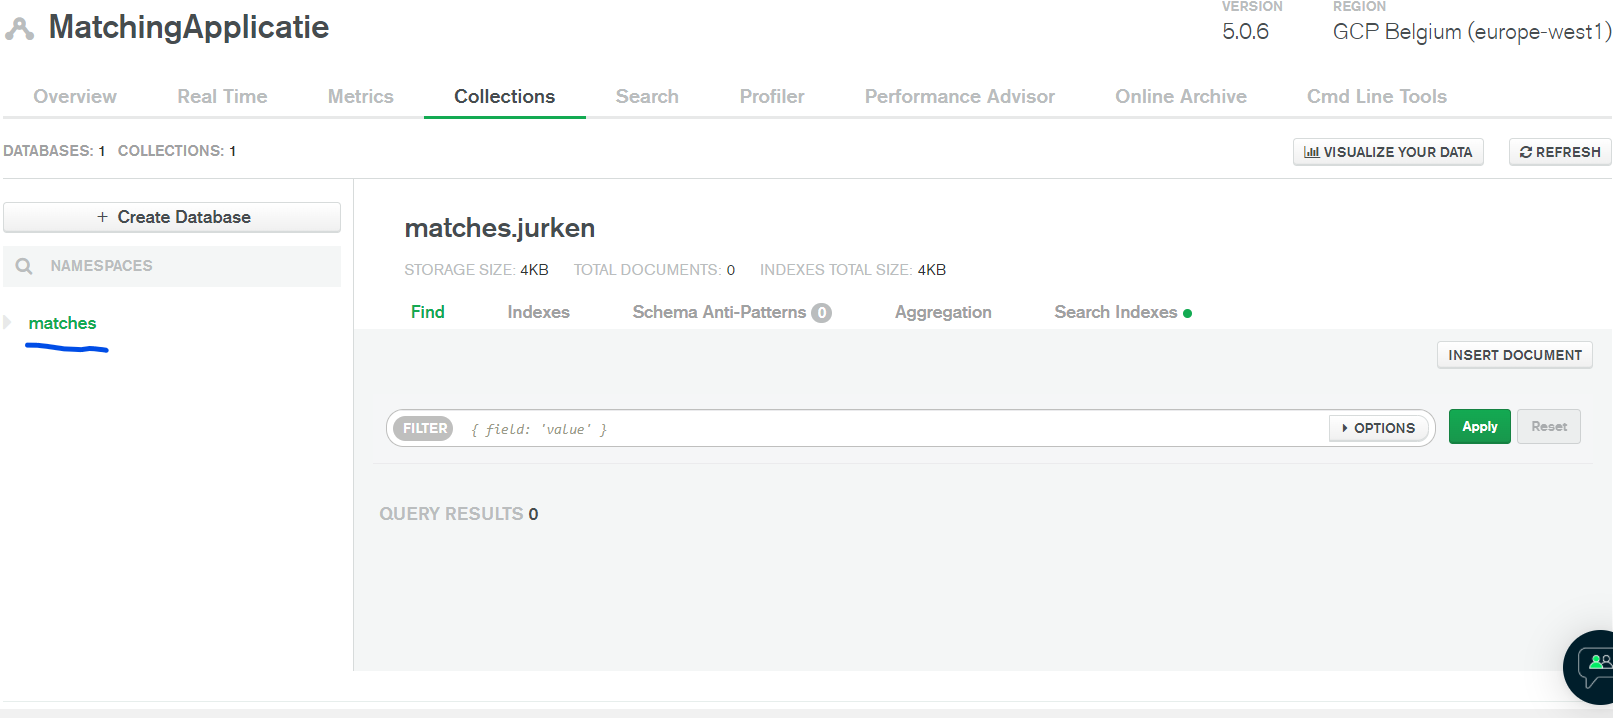 MatchingApplicatie
VERSION
5.0.6
REGION
GCP Belgium (europe-west1)
Overview Real Time Metrics Collections Search Profiler Performance Advisor Online Archive Cmd Line Tools
DATABASES: 1 COLLECTIONS: 1
VISUALIZE YOUR DATA REFRESH
+ Create Database
NAMESPACES
matches
matches.jurken
STORAGE SIZE: 4KB TOTAL DOCUMENTS: 0 INDEXES TOTAL SIZE: 4KB
Find Indexes Schema Anti-Patterns 0 Aggregation Search Indexes
INSERT DOCUMENT
FILTER { field: 'value' } OPTIONS Apply Reset
QUERY RESULTS 0